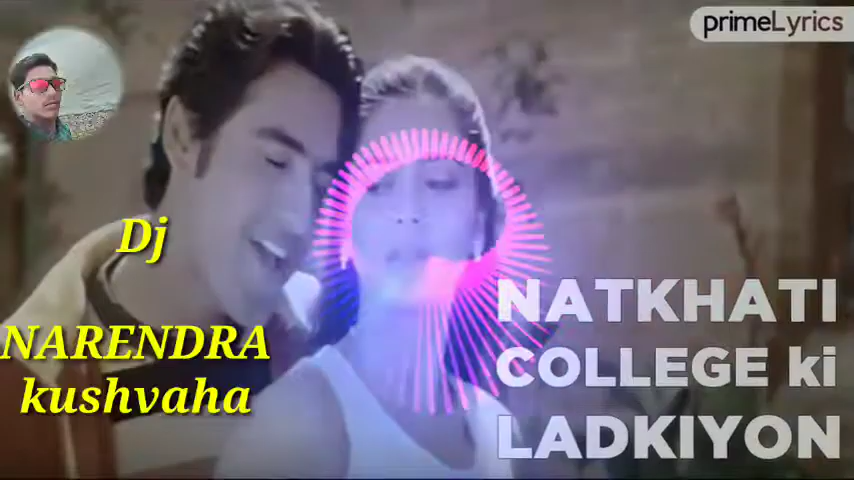 primeLyrics
Dj
NARENDRA
kushvaha
NATKHATI
COLLEGE ki
LADKIYON